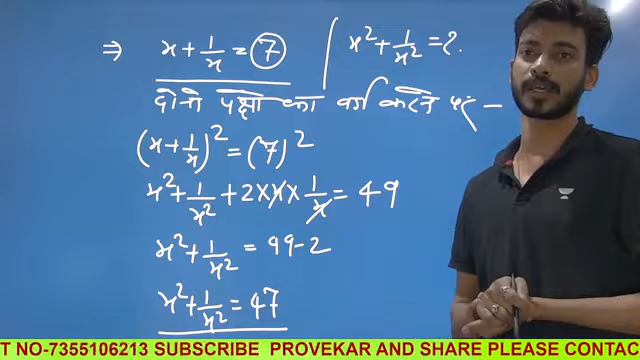 ⇒ x + 1/x = 7 | x² + 1/x² = ?
दोनो पक्षो का वर्ग करने पर –
(x + 1/x)² = (7)²
x² + 1/x² + 2 × x × 1/x = 49
x² + 1/x² = 49 - 2
x² + 1/x² = 47
T NO-7355106213 SUBSCRIBE PROVEKAR AND SHARE PLEASE CONTAC